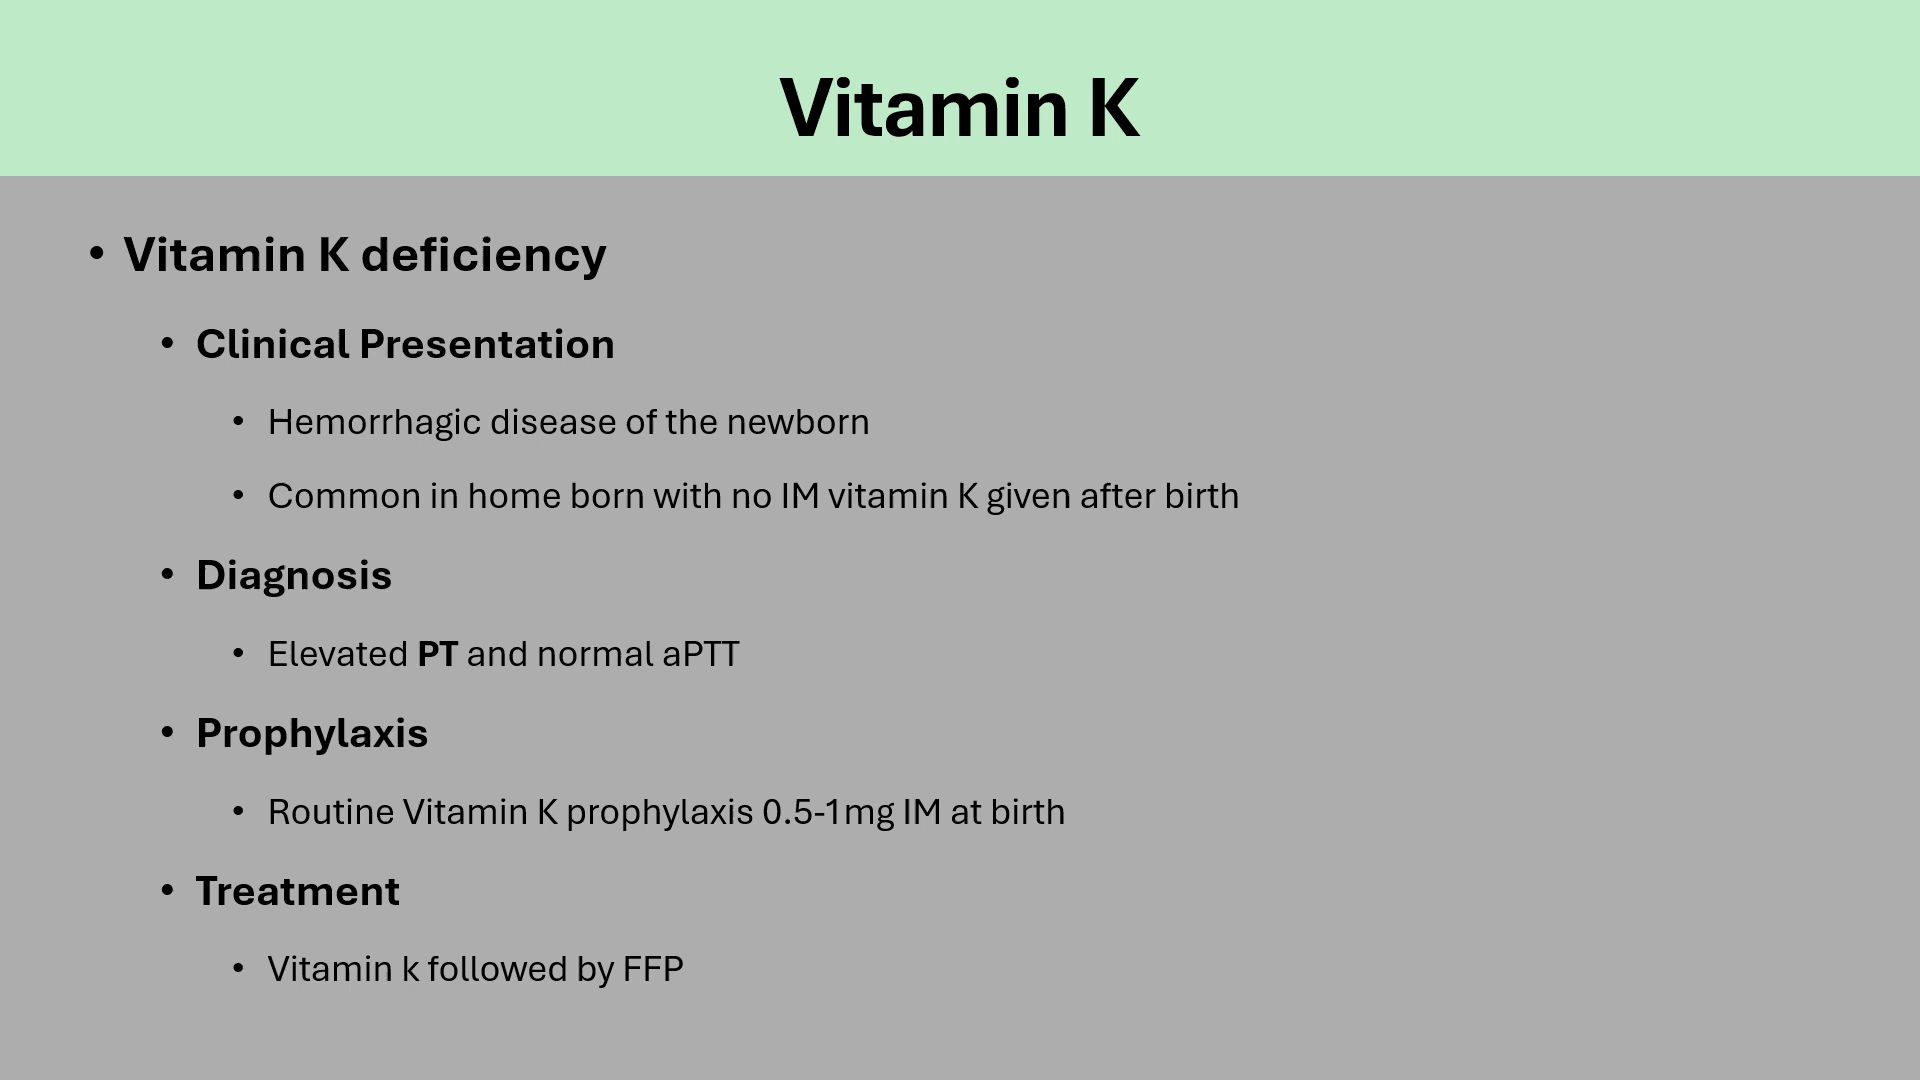 Vitamin K
• Vitamin K deficiency
• Clinical Presentation
• Hemorrhagic disease of the newborn
• Common in home born with no IM vitamin K given after birth
• Diagnosis
• Elevated PT and normal aPTT
• Prophylaxis
• Routine Vitamin K prophylaxis 0.5-1mg IM at birth
• Treatment
• Vitamin k followed by FFP